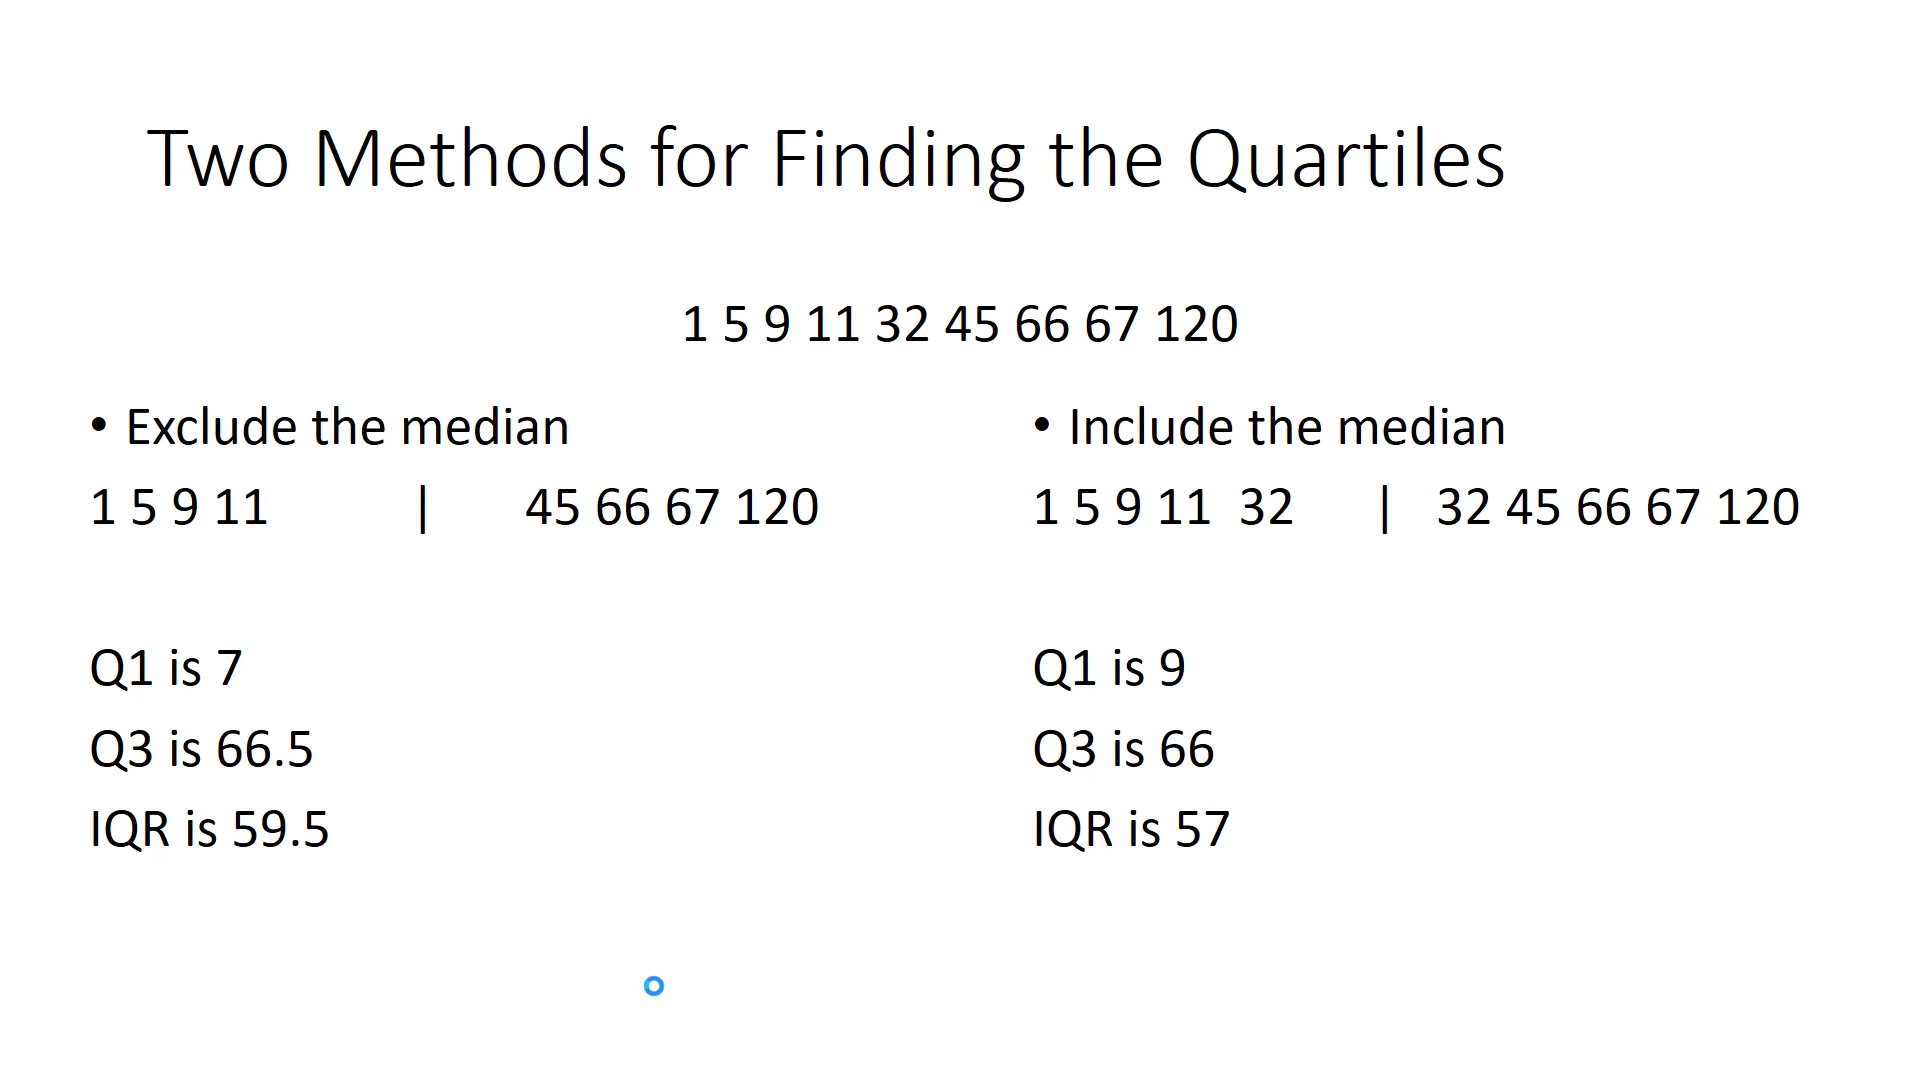 Two Methods for Finding the Quartiles
1 5 9 11 32 45 66 67 120
• Exclude the median
1 5 9 11 | 45 66 67 120
Q1 is 7
Q3 is 66.5
IQR is 59.5
• Include the median
1 5 9 11 32 | 32 45 66 67 120
Q1 is 9
Q3 is 66
IQR is 57